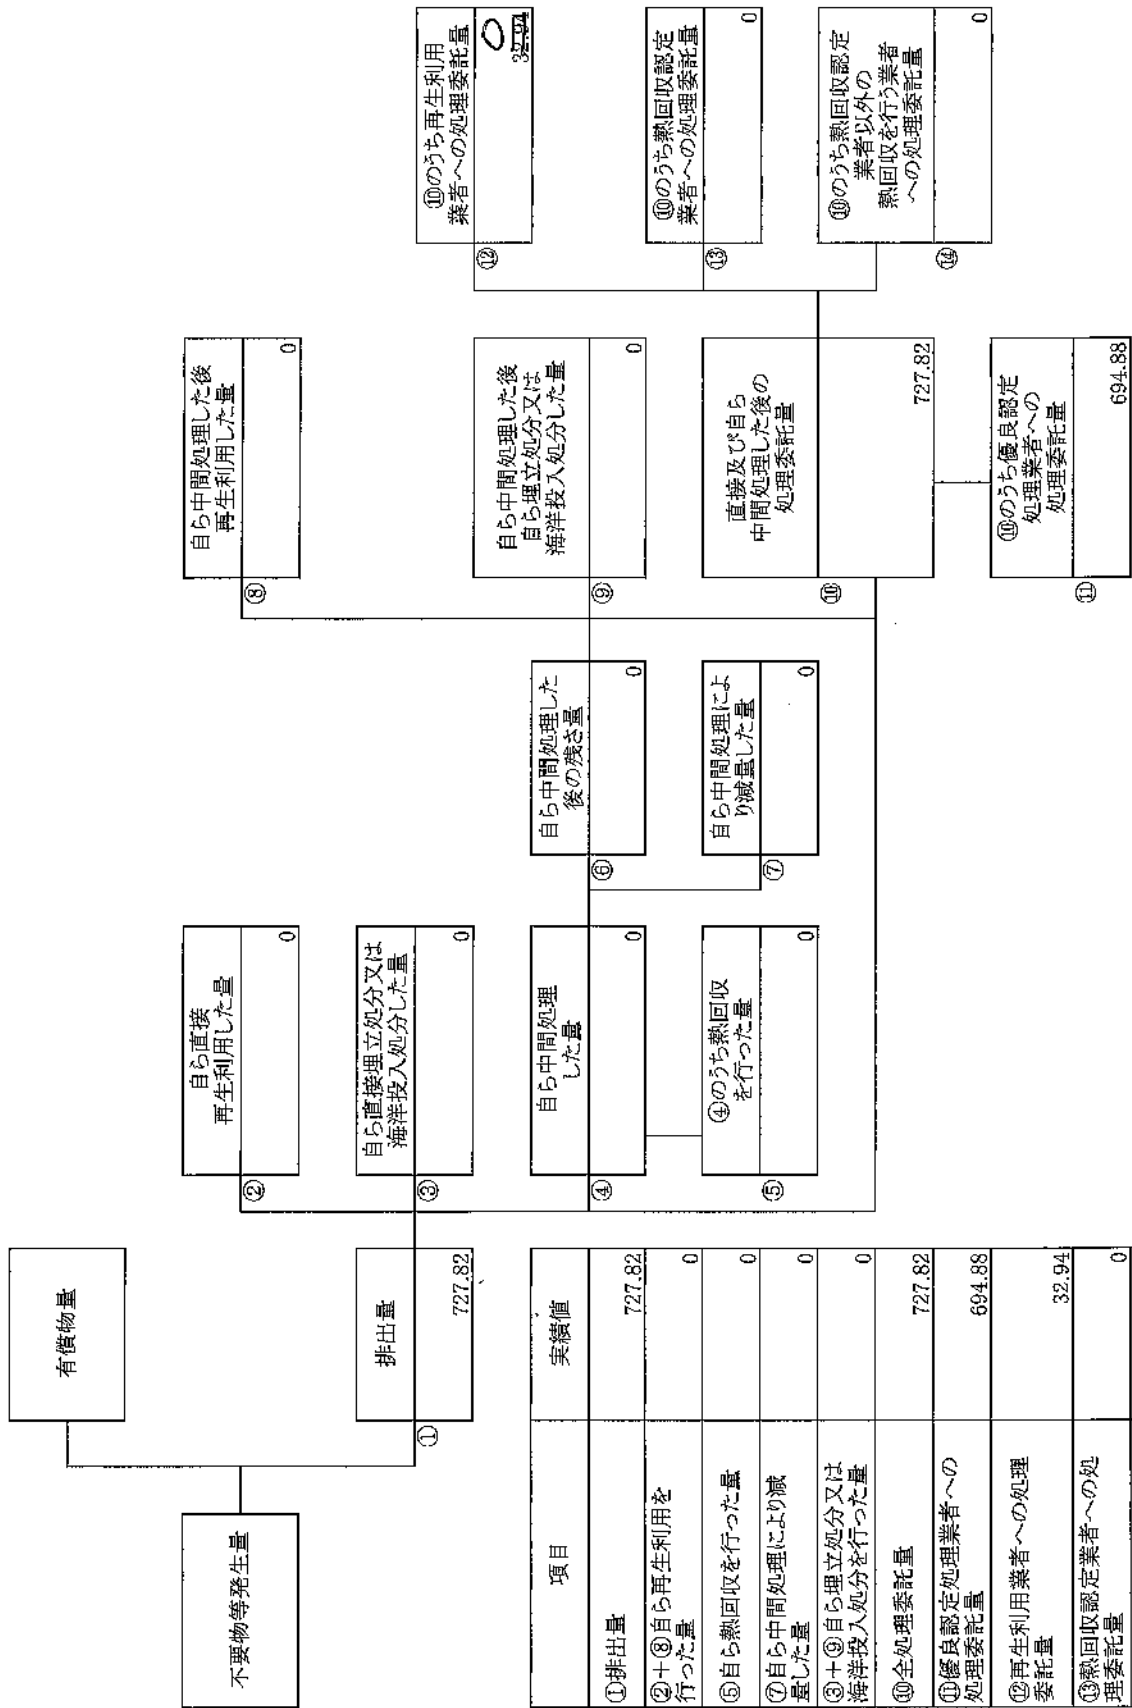 有償物量
不要物等発生量
①
排出量
727.82
②
自ら直接
再生利用した量
0
③
自ら直接埋立処分又は
海洋投入処分した量
0
④
自ら中間処理
した量
0
⑤
④のうち熱回収
を行った量
0
⑥
自ら中間処理した
後の残さ量
0
⑦
自ら中間処理によ
り減量した量
0
⑧
自ら中間処理した後
再生利用した量
0
⑨
自ら中間処理した後
自ら埋立処分又は
海洋投入処分した量
0
⑩
直接及び自ら
中間処理した後の
処理委託量
727.82
⑪
⑩のうち優良認定
処理業者への
処理委託量
694.88
⑫
⑩のうち再生利用
業者への処理委託量
0
32.94
⑬
⑩のうち熱回収認定
業者への処理委託量
0
⑭
⑩のうち熱回収認定
業者以外の
熱回収を行う業者
への処理委託量
0
項目 実績値
①排出量 727.82
②+⑧自ら再生利用を
行った量 0
⑤自ら熱回収を行った量 0
⑦自ら中間処理により減
量した量 0
③+⑨自ら埋立処分又は
海洋投入処分を行った量 0
⑩全処理委託量 727.82
⑪優良認定処理業者への
処理委託量 694.88
⑫再生利用業者への処理
委託量 32.94
⑬熱回収認定業者への処
理委託量 0